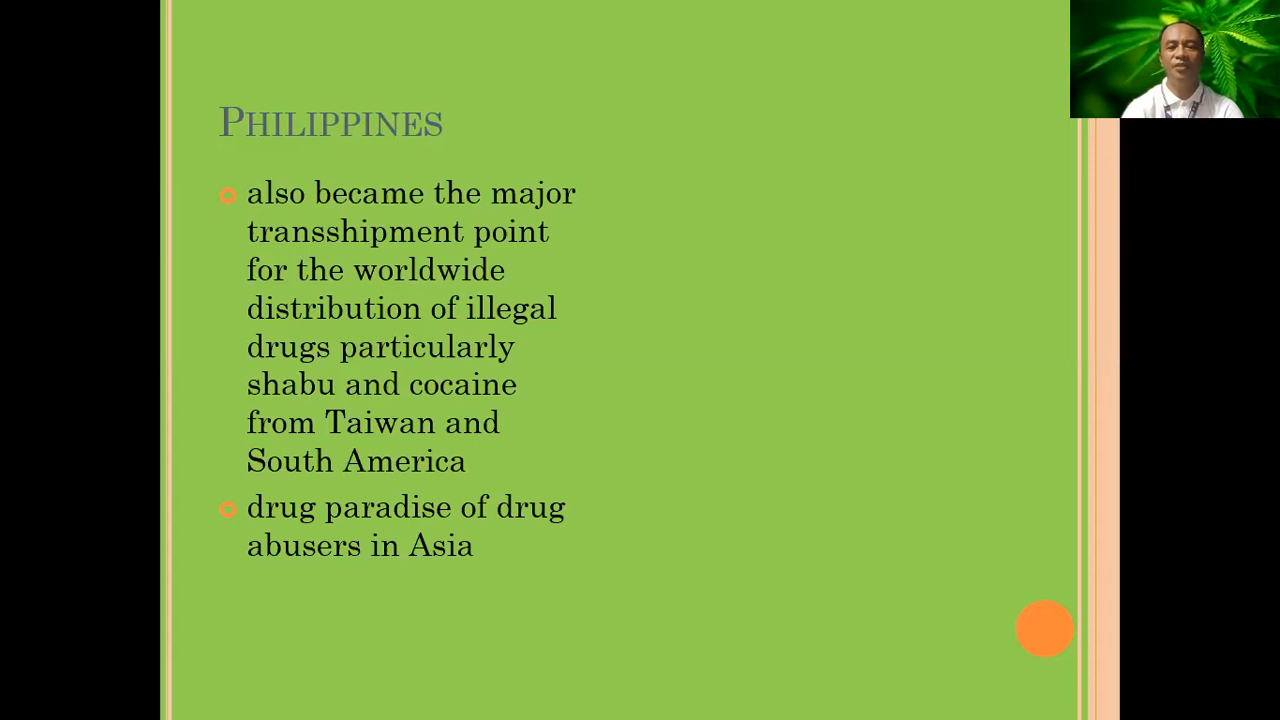 PHILIPPINES
also became the major
transshipment point
for the worldwide
distribution of illegal
drugs particularly
shabu and cocaine
from Taiwan and
South America
drug paradise of drug
abusers in Asia